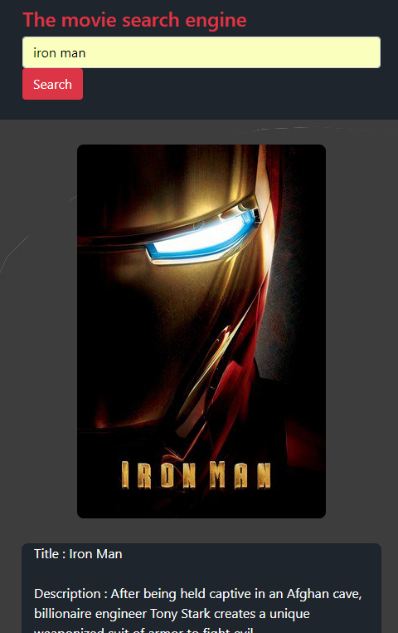 The movie search engine
iron man
Search
IRON MAN
Title : Iron Man
Description : After being held captive in an Afghan cave,
billionaire engineer Tony Stark creates a unique
weaponized suit of armor to fight evil.